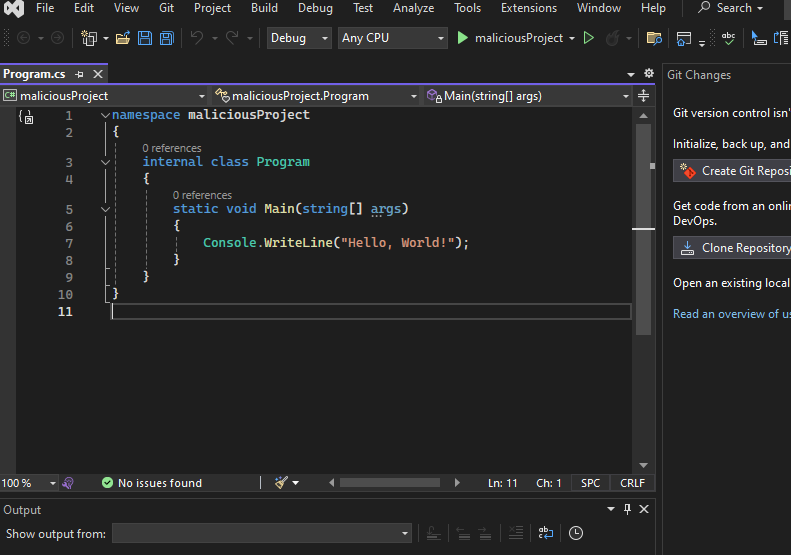 File Edit View Git Project Build Debug Test Analyze Tools Extensions Window Help Search
Debug Any CPU maliciousProject
Program.cs
C# maliciousProject maliciousProject.Program Main(string[] args)
1 namespace maliciousProject
2 {
0 references
3 internal class Program
4 {
0 references
5 static void Main(string[] args)
6 {
7 Console.WriteLine("Hello, World!");
8 }
9 }
10 }
11
100 % No issues found Ln: 11 Ch: 1 SPC CRLF
Output
Show output from:
Git Changes
Git version control isn'
Initialize, back up, and
Create Git Reposi
Get code from an onlin
DevOps.
Clone Repository
Open an existing local
Read an overview of us